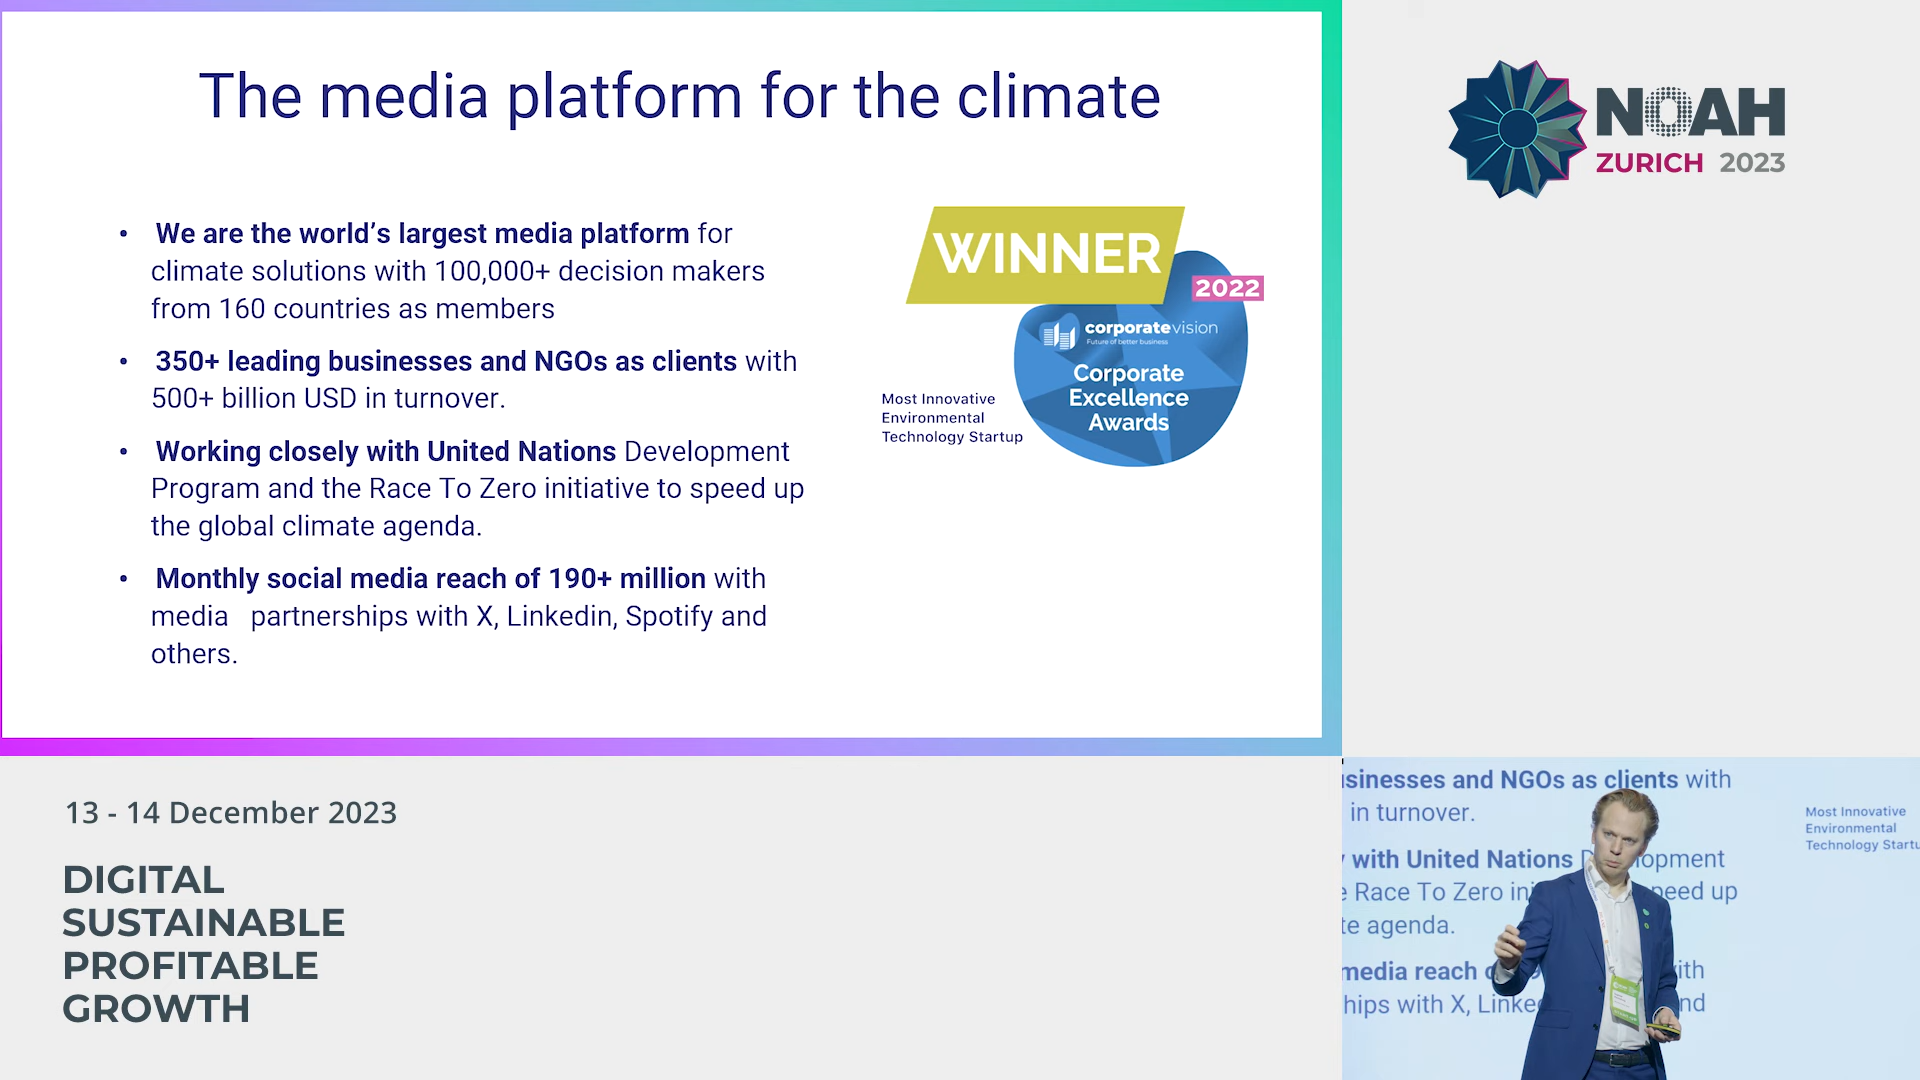 The media platform for the climate
• We are the world’s largest media platform for
climate solutions with 100,000+ decision makers
from 160 countries as members
• 350+ leading businesses and NGOs as clients with
500+ billion USD in turnover.
• Working closely with United Nations Development
Program and the Race To Zero initiative to speed up
the global climate agenda.
• Monthly social media reach of 190+ million with
media partnerships with X, Linkedin, Spotify and
others.
WINNER
2022
corporatevision
Future of better business
Corporate
Excellence
Awards
Most Innovative
Environmental
Technology Startup
NOAH
ZURICH 2023
13 - 14 December 2023
DIGITAL
SUSTAINABLE
PROFITABLE
GROWTH
sinesses and NGOs as clients with
in turnover.
with United Nations D opment
Race To Zero ini peed up
te agenda.
media reach
ith
hips with X, Linke nd
Most Innovative
Environmental
Technology Startu